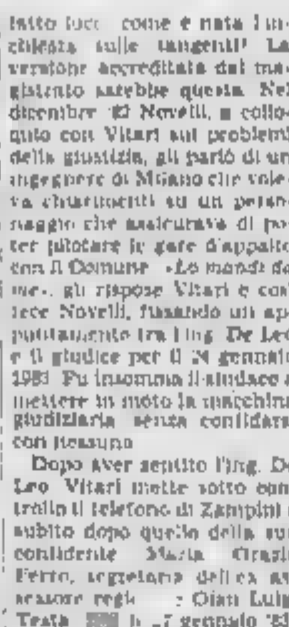 fatto luce come è nata l'in-
chiesta sulle tangenti? La
versione accreditata dal ma-
gistrato sarebbe questa. Nel
dicembre '82 Novelli, a collo-
quio con Vitari sui problemi
della giustizia, gli parlò di un
ingegnere di Milano che vole-
va chiarimenti su un perso-
naggio che assicurava di po-
ter pilotare le gare d'appalto
con il Comune. «Lo mandi da
me», gli rispose Vitari e così
fece Novelli, fissando un ap-
puntamento tra l'ing. De Leo
e il giudice per il 24 gennaio
1983. Fu insomma il sindaco a
mettere in moto la macchina
giudiziaria senza confidarsi
con nessuno.
Dopo aver sentito l'ing. De
Leo Vitari mette sotto con-
trollo il telefono di Zampini e
subito dopo quello della sua
confidente Maria Grazia
Ferro, segretaria dell'ex as-
sessore Gian Luigi
Testa gennaio '83